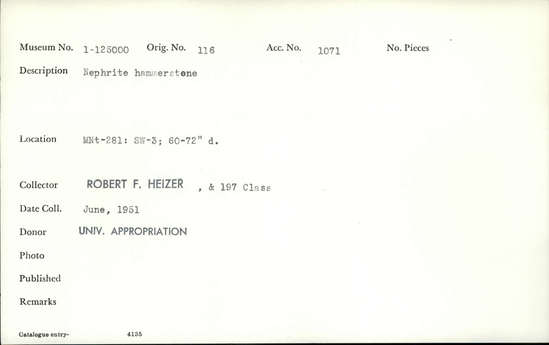 Museum No. 1-125000 Orig. No. 116 Acc. No. 1071 No. Pieces
Description Nephrite hammerstone
Location MNt-281: SW-3; 60-72" d.
Collector ROBERT F. HEIZER , & 197 Class
Date Coll. June, 1951
Donor UNIV. APPROPRIATION
Photo
Published
Remarks
Catalogue entry- 4135